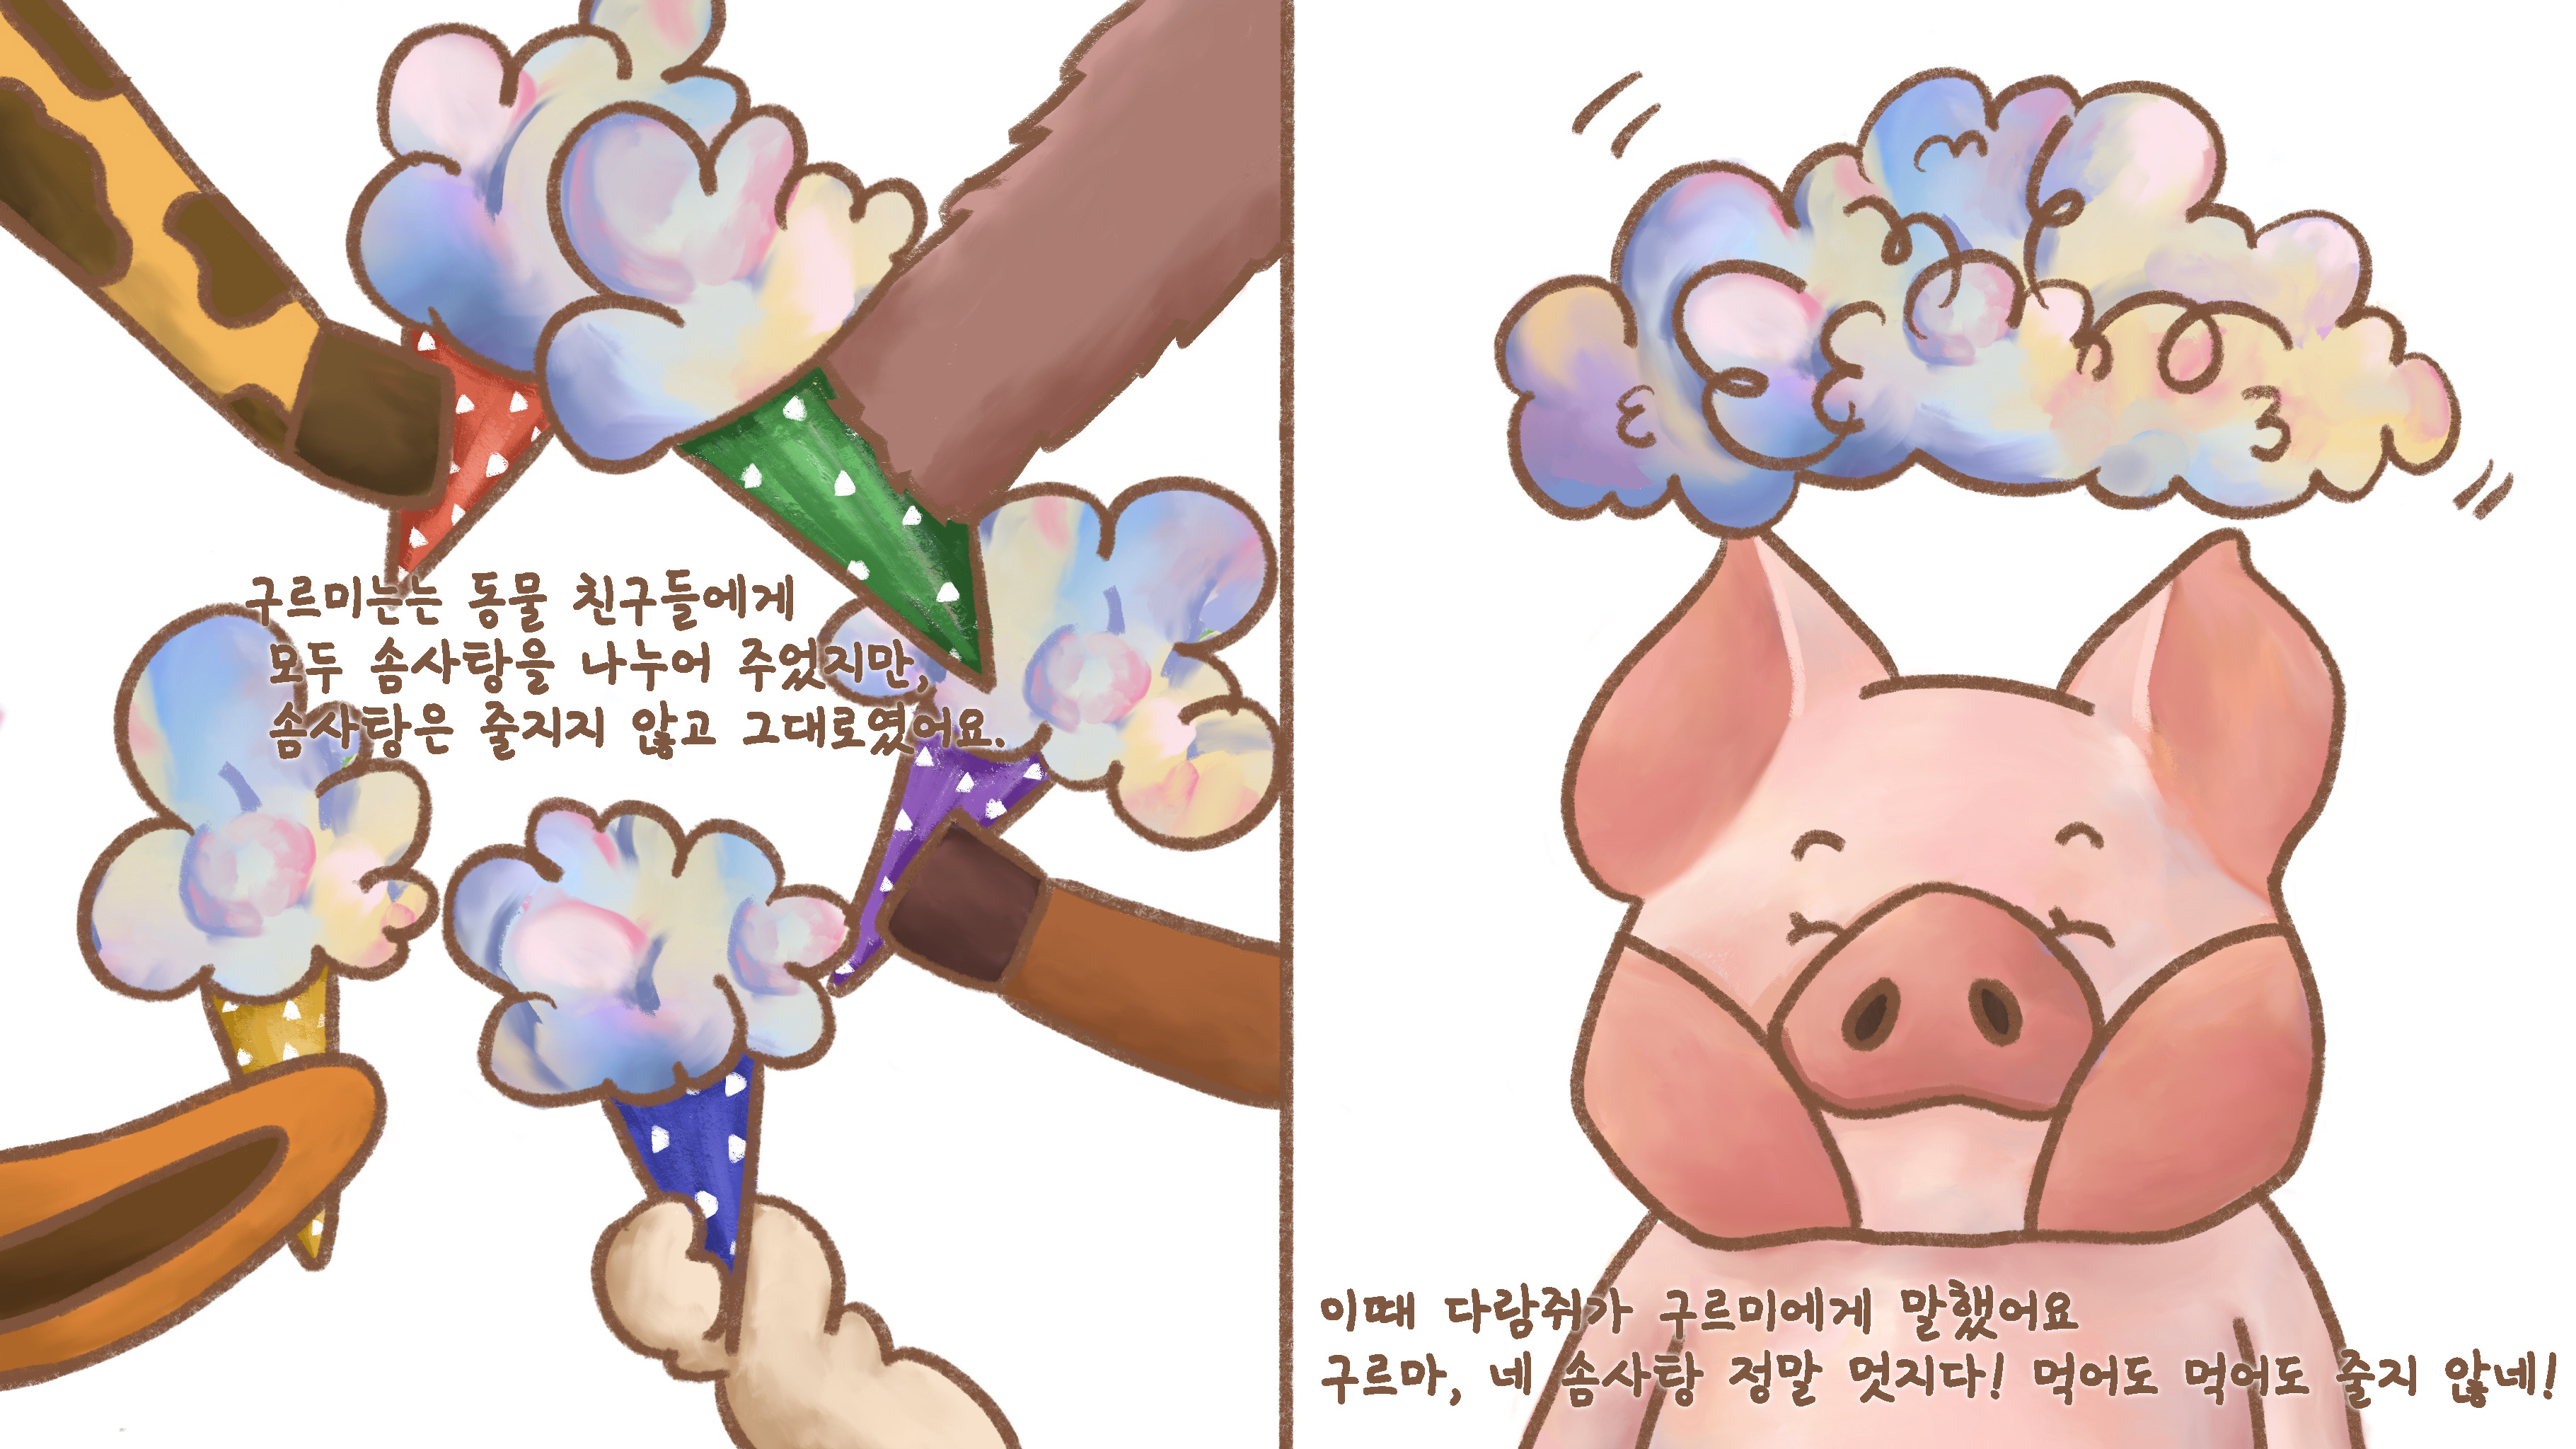 구르미는는 동물 친구들에게
모두 솜사탕을 나누어 주었지만,
솜사탕은 줄지지 않고 그대로였어요.
이때 다람쥐가 구르미에게 말했어요
구르마, 네 솜사탕 정말 멋지다! 먹어도 먹어도 줄지 않네!